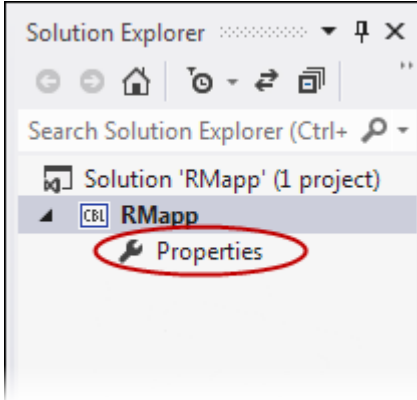 Solution Explorer
Search Solution Explorer (Ctrl+
Solution 'RMapp' (1 project)
CBL RMapp
Properties